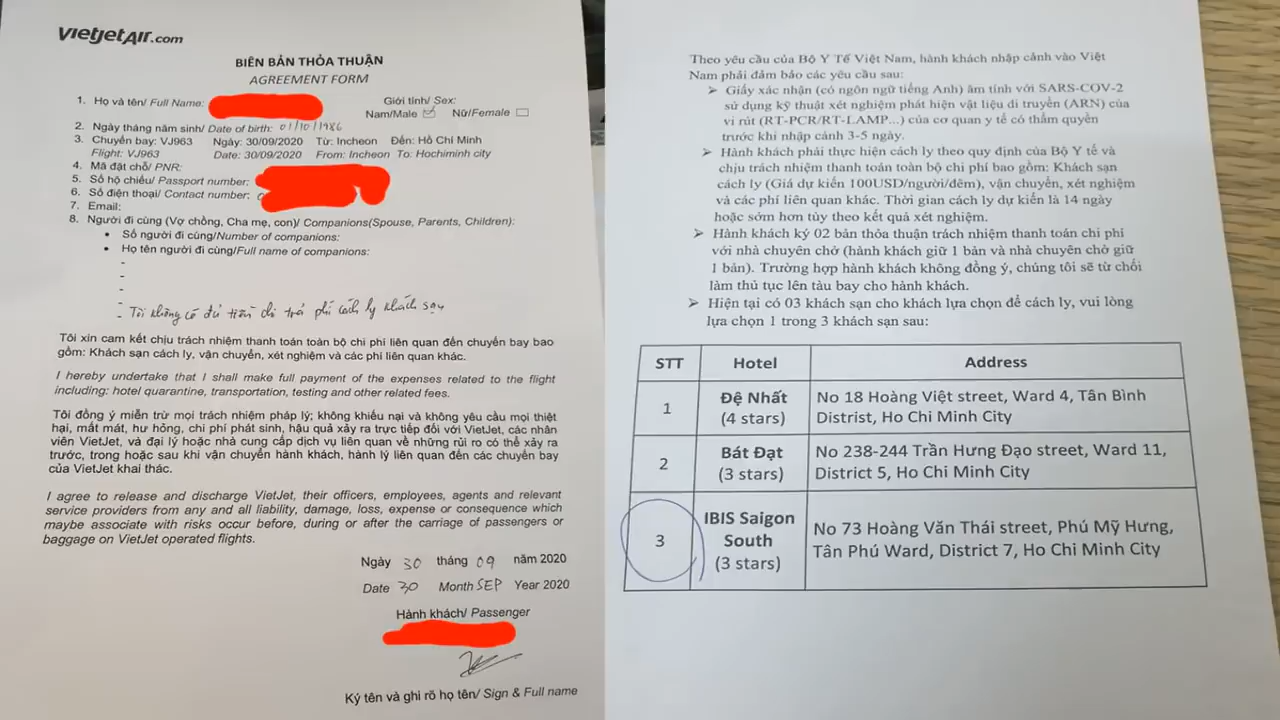 vietjetAIR.com
BIÊN BẢN THỎA THUẬN
AGREEMENT FORM
1. Họ và tên/ Full Name:
Giới tính/ Sex:
Nam/Male ☑ Nữ/Female ☐
2. Ngày tháng năm sinh/ Date of birth: 01/10/1986
3. Chuyến bay: VJ963 Ngày: 30/09/2020 Từ: Incheon Đến: Hồ Chí Minh
Flight: VJ963 Date: 30/09/2020 From: Incheon To: Hochiminh city
4. Mã đặt chỗ/ PNR:
5. Số hộ chiếu/ Passport number:
6. Số điện thoại/ Contact number:
7. Email:
8. Người đi cùng (Vợ chồng, Cha mẹ, con)/ Companions(Spouse, Parents, Children):
• Số người đi cùng/Number of companions:
• Họ tên người đi cùng/Full name of companions:
-
-
-
- Tôi không có đủ tiền chi trả phí cách ly khách sạn
Tôi xin cam kết chịu trách nhiệm thanh toán toàn bộ chi phí liên quan đến chuyến bay bao
gồm: Khách sạn cách ly, vận chuyển, xét nghiệm và các phí liên quan khác.
I hereby undertake that I shall make full payment of the expenses related to the flight
including: hotel quarantine, transportation, testing and other related fees.
Tôi đồng ý miễn trừ mọi trách nhiệm pháp lý; không khiếu nại và không yêu cầu mọi thiệt
hại, mất mát, hư hỏng, chi phí phát sinh, hậu quả xảy ra trực tiếp đối với VietJet, các nhân
viên VietJet, và đại lý hoặc nhà cung cấp dịch vụ liên quan về những rủi ro có thể xảy ra
trước, trong hoặc sau khi vận chuyển hành khách, hành lý liên quan đến các chuyến bay
của VietJet khai thác.
I agree to release and discharge VietJet, their officers, employees, agents and relevant
service providers from any and all liability, damage, loss, expense or consequence which
maybe associate with risks occur before, during or after the carriage of passengers or
baggage on VietJet operated flights.
Ngày 30 tháng 09 năm 2020
Date 30 Month SEP Year 2020
Hành khách/ Passenger
Ký tên và ghi rõ họ tên/ Sign & Full name
Theo yêu cầu của Bộ Y Tế Việt Nam, hành khách nhập cảnh vào Việt
Nam phải đảm bảo các yêu cầu sau:
➢ Giấy xác nhận (có ngôn ngữ tiếng Anh) âm tính với SARS-COV-2
sử dụng kỹ thuật xét nghiệm phát hiện vật liệu di truyền (ARN) của
vi rút (RT-PCR/RT-LAMP...) của cơ quan y tế có thẩm quyền
trước khi nhập cảnh 3-5 ngày.
➢ Hành khách phải thực hiện cách ly theo quy định của Bộ Y tế và
chịu trách nhiệm thanh toán toàn bộ chi phí bao gồm: Khách sạn
cách ly (Giá dự kiến 100USD/người/đêm), vận chuyển, xét nghiệm
và các phí liên quan khác. Thời gian cách ly dự kiến là 14 ngày
hoặc sớm hơn tùy theo kết quả xét nghiệm.
➢ Hành khách ký 02 bản thỏa thuận trách nhiệm thanh toán chi phí
với nhà chuyên chở (hành khách giữ 1 bản và nhà chuyên chở giữ
1 bản). Trường hợp hành khách không đồng ý, chúng tôi sẽ từ chối
làm thủ tục lên tàu bay cho hành khách.
➢ Hiện tại có 03 khách sạn cho khách lựa chọn để cách ly, vui lòng
lựa chọn 1 trong 3 khách sạn sau:
STT Hotel Address
1 Đệ Nhất (4 stars) No 18 Hoàng Việt street, Ward 4, Tân Bình
Distrist, Ho Chi Minh City
2 Bát Đạt (3 stars) No 238-244 Trần Hưng Đạo street, Ward 11,
District 5, Ho Chi Minh City
3 IBIS Saigon South (3 stars) No 73 Hoàng Văn Thái street, Phú Mỹ Hưng,
Tân Phú Ward, District 7, Ho Chi Minh City